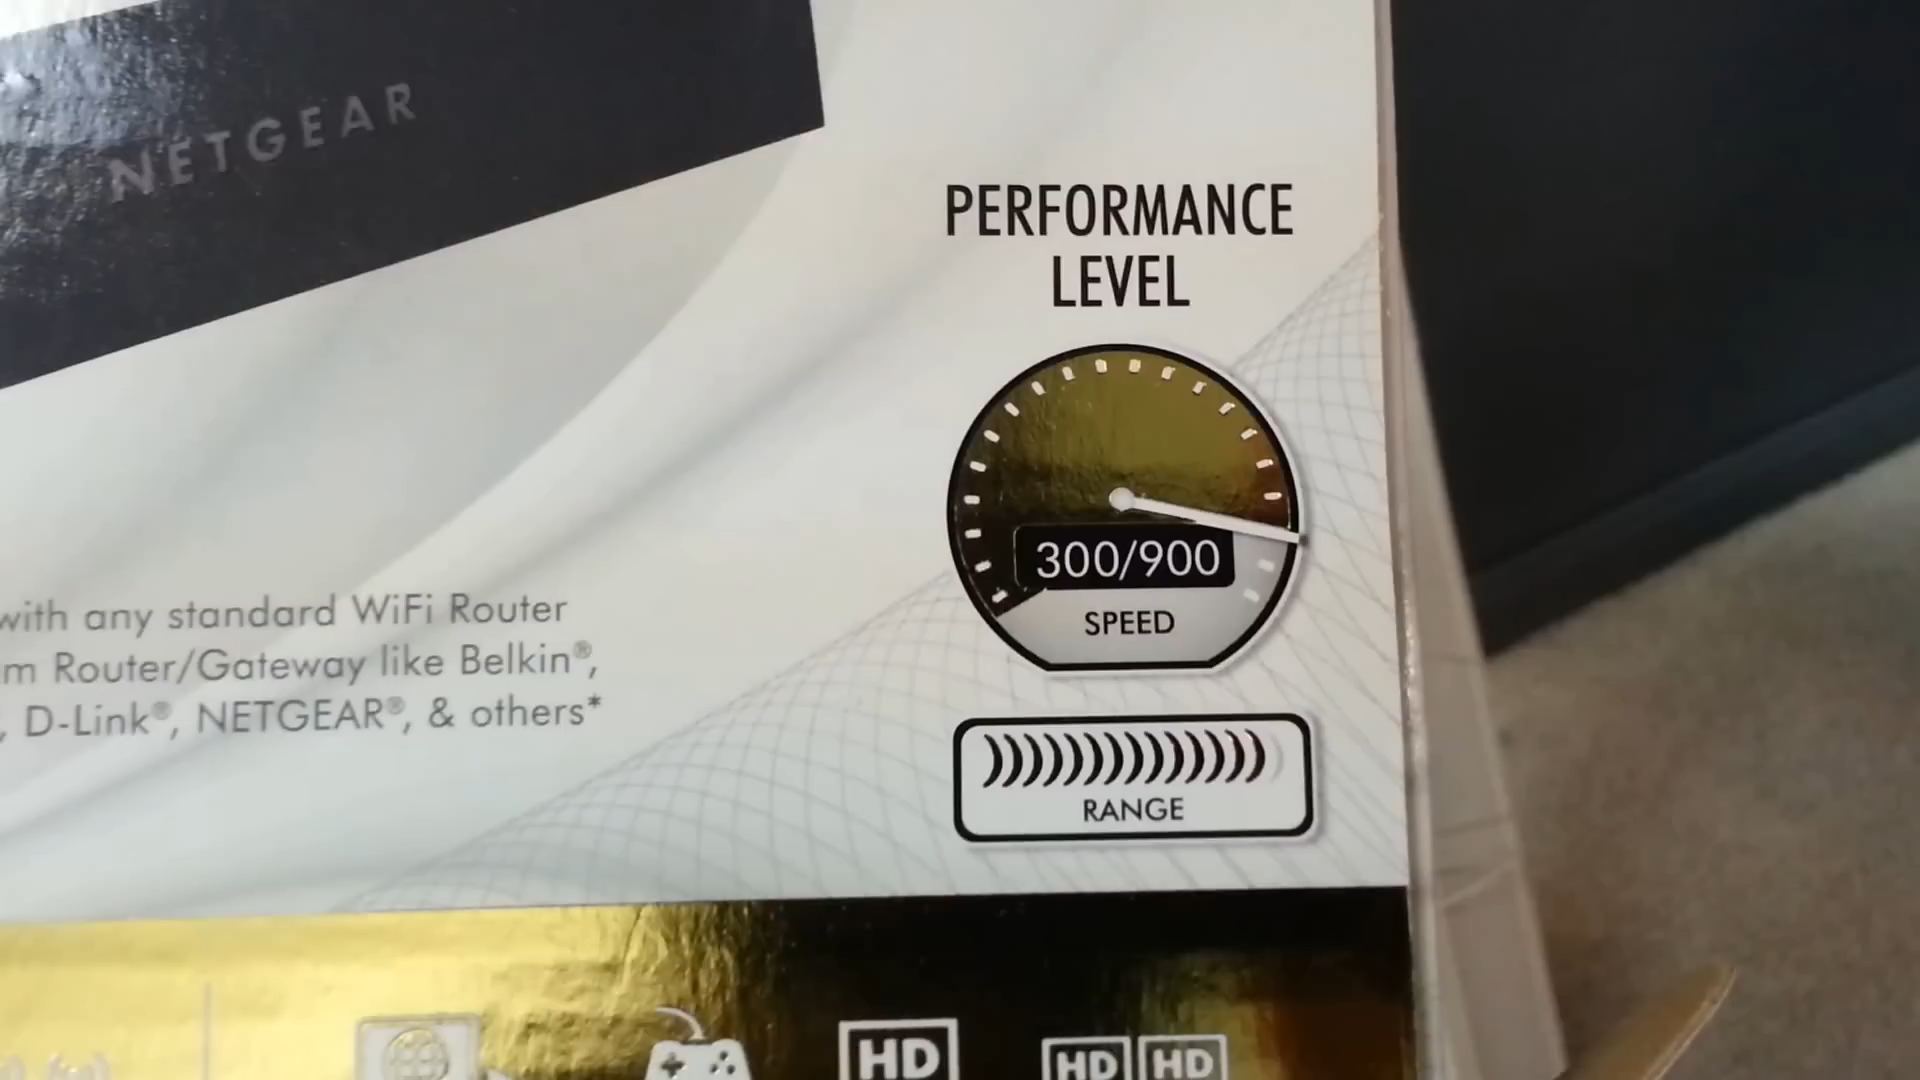 NETGEAR
PERFORMANCE
LEVEL
300/900
SPEED
with any standard WiFi Router
m Router/Gateway like Belkin®,
, D-Link®, NETGEAR®, & others*
RANGE
HD
HD HD